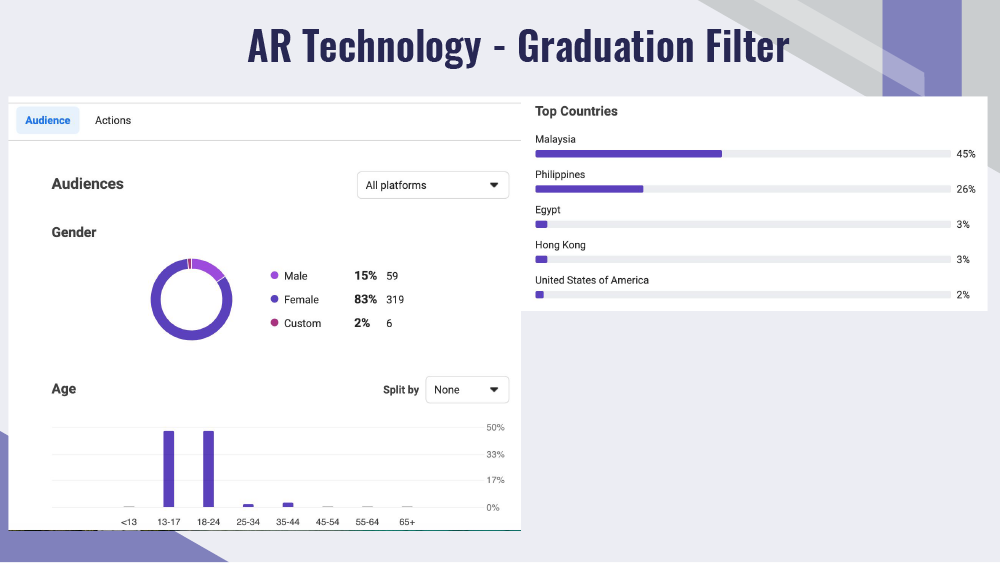 AR Technology - Graduation Filter
Audience Actions
Audiences
All platforms
Gender
Male 15% 59
Female 83% 319
Custom 2% 6
Age
Split by None
50%
33%
17%
0%
<13 13-17 18-24 25-34 35-44 45-54 55-64 65+
Top Countries
Malaysia
45%
Philippines
26%
Egypt
3%
Hong Kong
3%
United States of America
2%